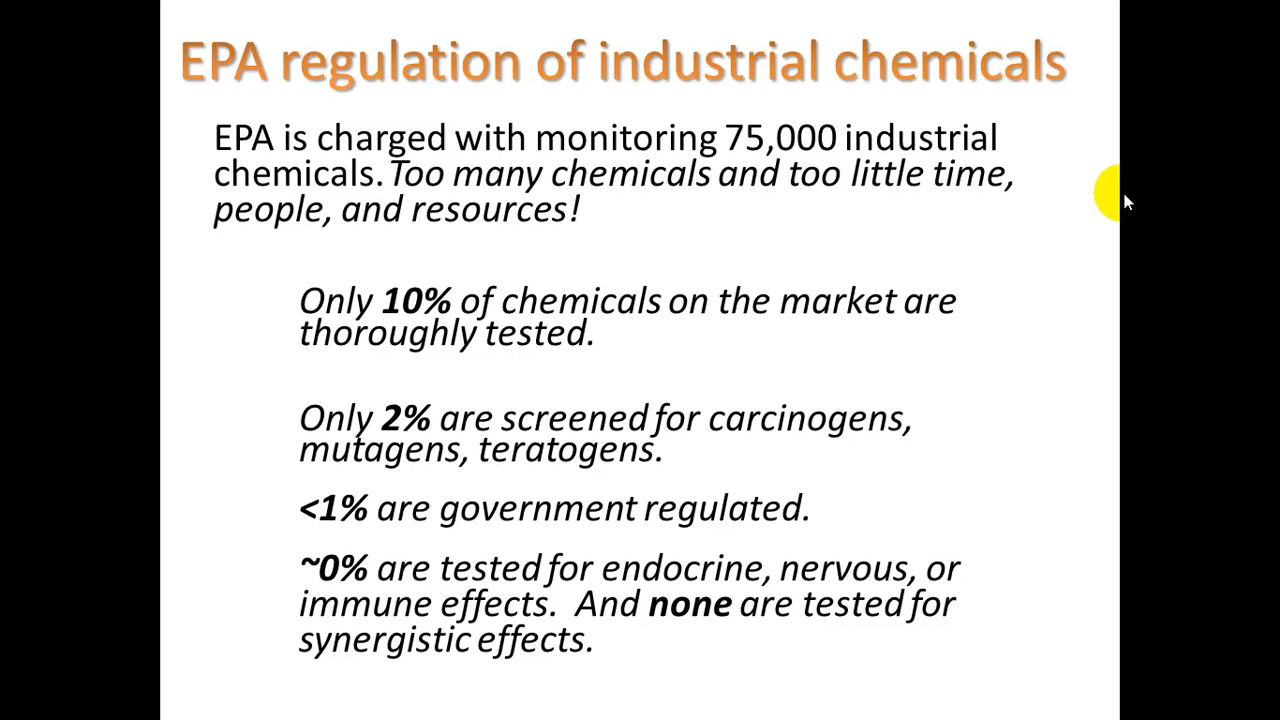 EPA regulation of industrial chemicals
EPA is charged with monitoring 75,000 industrial
chemicals. Too many chemicals and too little time,
people, and resources!
Only 10% of chemicals on the market are
thoroughly tested.
Only 2% are screened for carcinogens,
mutagens, teratogens.
<1% are government regulated.
~0% are tested for endocrine, nervous, or
immune effects.  And none are tested for
synergistic effects.